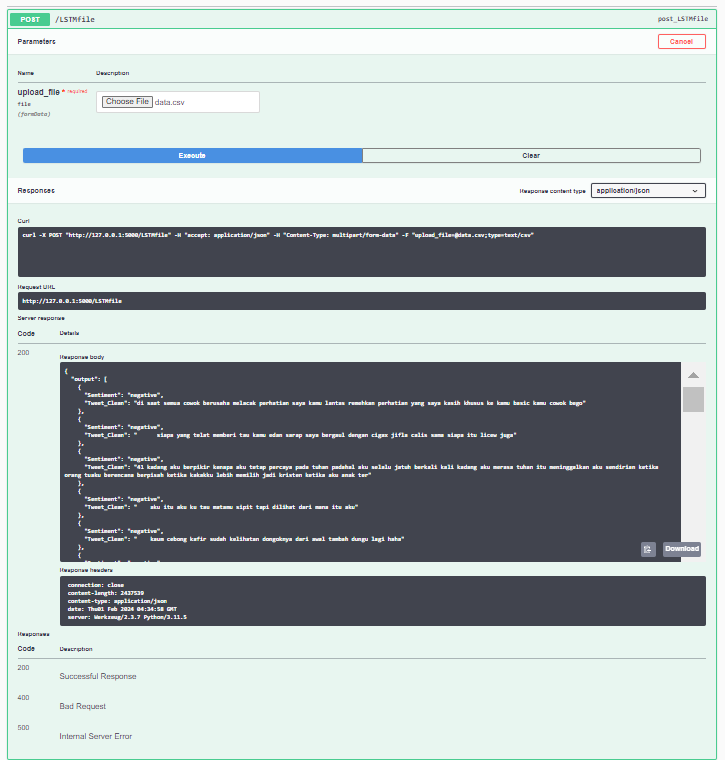 POST /LSTMfile post_LSTMfile
Parameters Cancel
Name Description
upload_file * required
file
(formData)
Choose File data.csv
Execute Clear
Responses Response content type application/json
Curl
curl -X POST "http://127.0.0.1:5000/LSTMfile" -H "accept: application/json" -H "Content-Type: multipart/form-data" -F "upload_file=@data.csv;type=text/csv"
Request URL
http://127.0.0.1:5000/LSTMfile
Server response
Code Details
200
Response body
{
"output": [
{
"Sentiment": "negative",
"Tweet_Clean": "di saat semua cowok berusaha melacak perhatian saya kamu lantas remehkan perhatian yang saya kasih khusus ke kamu basic kamu cowok bego"
},
{
"Sentiment": "negative",
"Tweet_Clean": " siapa yang telat memberi tau kamu edan sarap saya bergaul dengan cigax jifla calis sama siapa itu licew juga"
},
{
"Sentiment": "negative",
"Tweet_Clean": "41 kadang aku berpikir kenapa aku tetap percaya pada tuhan padahal aku selalu jatuh berkali kali kadang aku merasa tuhan itu meninggalkan aku sendirian ketika
orang tuaku berencana berpisah ketika kakakku lebih memilih jadi kristen ketika aku anak ter"
},
{
"Sentiment": "negative",
"Tweet_Clean": " aku itu aku ku tau matamu sipit tapi dilihat dari mana itu aku"
},
{
"Sentiment": "negative",
"Tweet_Clean": " kaum cebong kafir sudah kelihatan dongoknya dari awal tambah dungu lagi haha"
},
{
Download
Response headers
connection: close
content-length: 2437539
content-type: application/json
date: Thu01 Feb 2024 04:34:58 GMT
server: Werkzeug/2.3.7 Python/3.11.5
Responses
Code Description
200
Successful Response
400
Bad Request
500
Internal Server Error